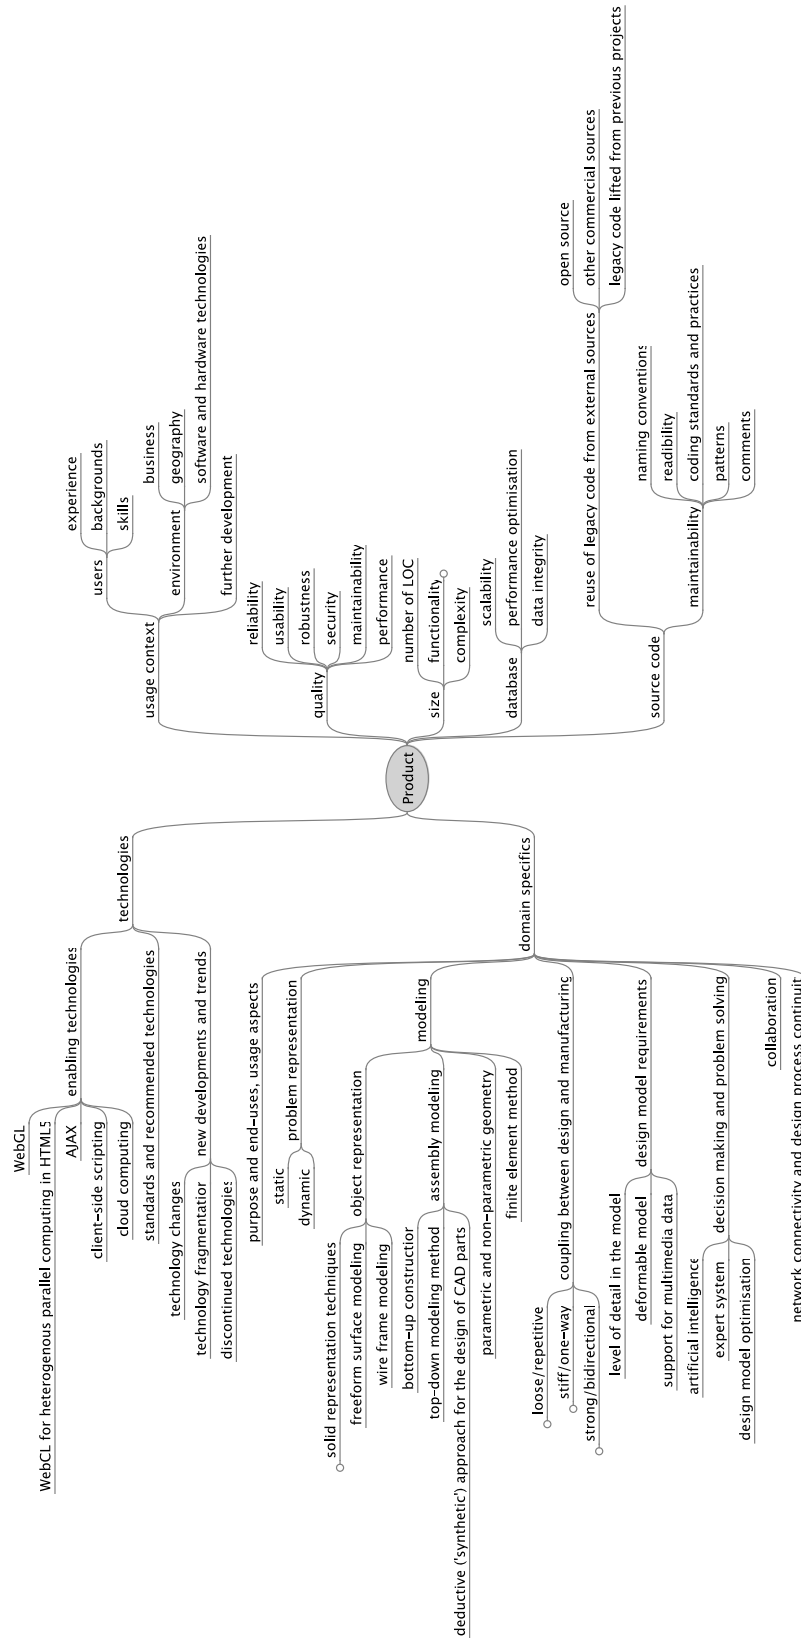 Product
technologies
enabling technologies
WebGL
WebCL for heterogenous parallel computing in HTML5
AJAX
client-side scripting
cloud computing
standards and recommended technologies
new developments and trends
technology changes
technology fragmentation
discontinued technologies
domain specifics
purpose and end-uses, usage aspects
problem representation
static
dynamic
modeling
object representation
solid representation techniques
freeform surface modeling
wire frame modeling
assembly modeling
bottom-up construction
top-down modeling method
deductive ('synthetic') approach for the design of CAD parts
parametric and non-parametric geometry
finite element method
coupling between design and manufacturing
loose/repetitive
stiff/one-way
strong/bidirectional
design model requirements
level of detail in the model
deformable model
support for multimedia data
decision making and problem solving
artificial intelligence
expert system
design model optimisation
collaboration
network connectivity and design process continuit
usage context
users
experience
backgrounds
skills
environment
business
geography
software and hardware technologies
further development
quality
reliability
usability
robustness
security
maintainability
performance
size
number of LOC
functionality
complexity
database
scalability
performance optimisation
data integrity
source code
reuse of legacy code from external sources
open source
other commercial sources
legacy code lifted from previous projects
maintainability
naming conventions
readibility
coding standards and practices
patterns
comments